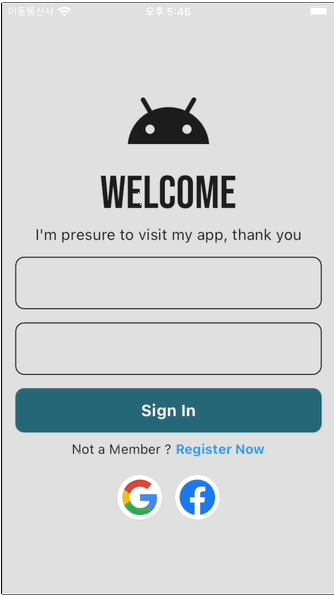 이동통신사 오후 5:46
WELCOME
I'm presure to visit my app, thank you
Sign In
Not a Member ? Register Now